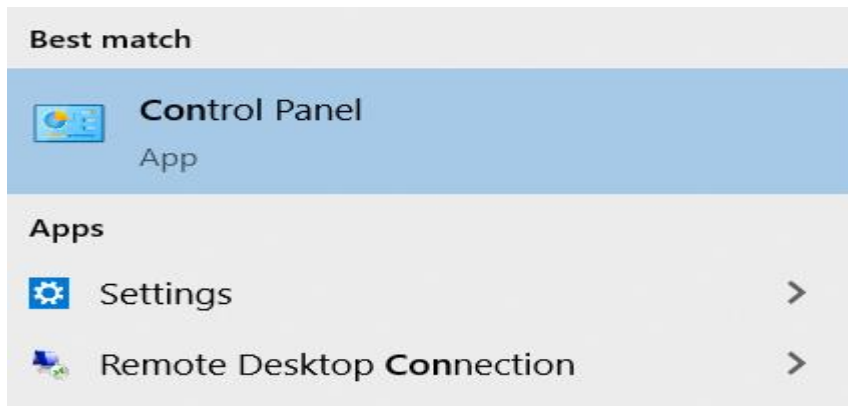 Best match
Control Panel
App
Apps
Settings
Remote Desktop Connection